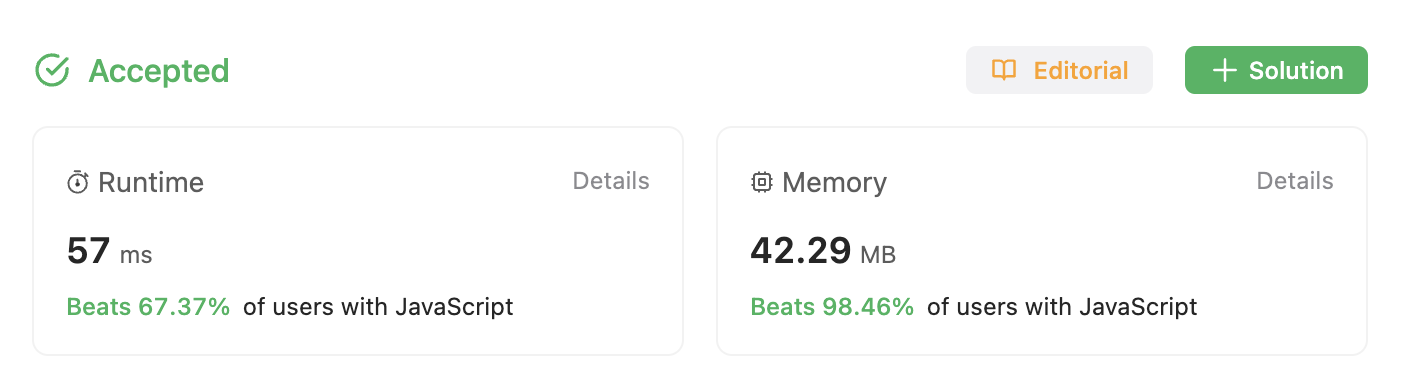 Accepted
Editorial
Solution
Runtime
Details
57 ms
Beats 67.37% of users with JavaScript
Memory
Details
42.29 MB
Beats 98.46% of users with JavaScript